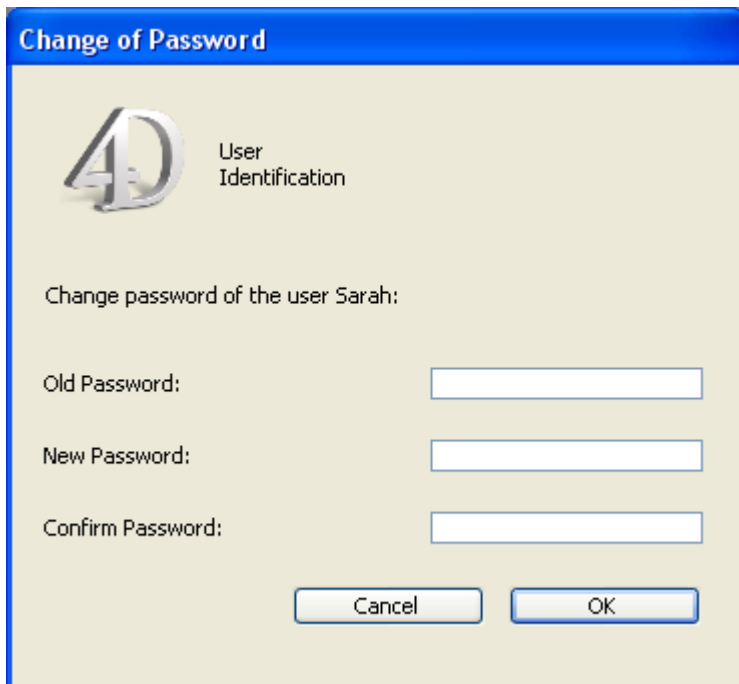 Change of Password
4D
User
Identification
Change password of the user Sarah:
Old Password:
New Password:
Confirm Password:
Cancel
OK